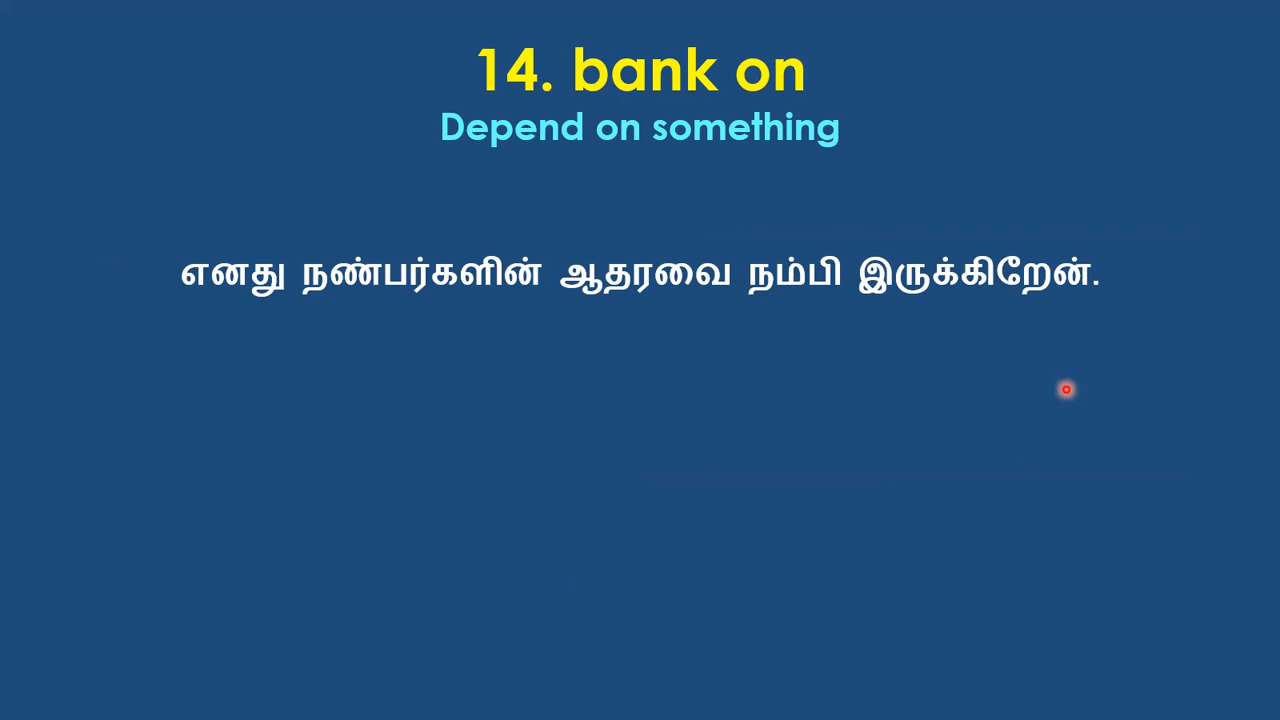 14. bank on
Depend on something
எனது நண்பர்களின் ஆதரவை நம்பி இருக்கிறேன்.